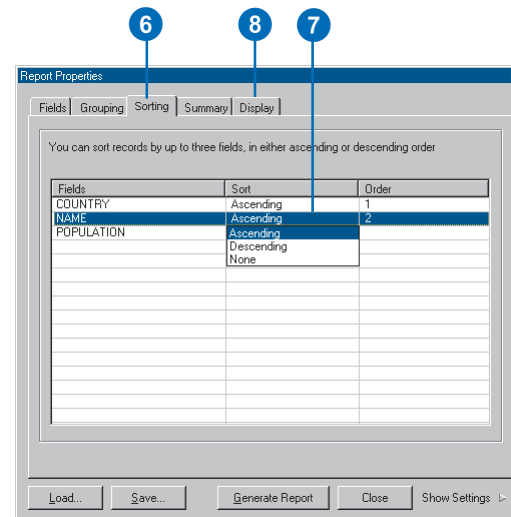 6 8 7
Report Properties
Fields Grouping Sorting Summary Display
You can sort records by up to three fields, in either ascending or descending order
Fields Sort Order
COUNTRY Ascending 1
NAME Ascending 2
POPULATION Ascending
Descending
None
Load... Save... Generate Report Close Show Settings